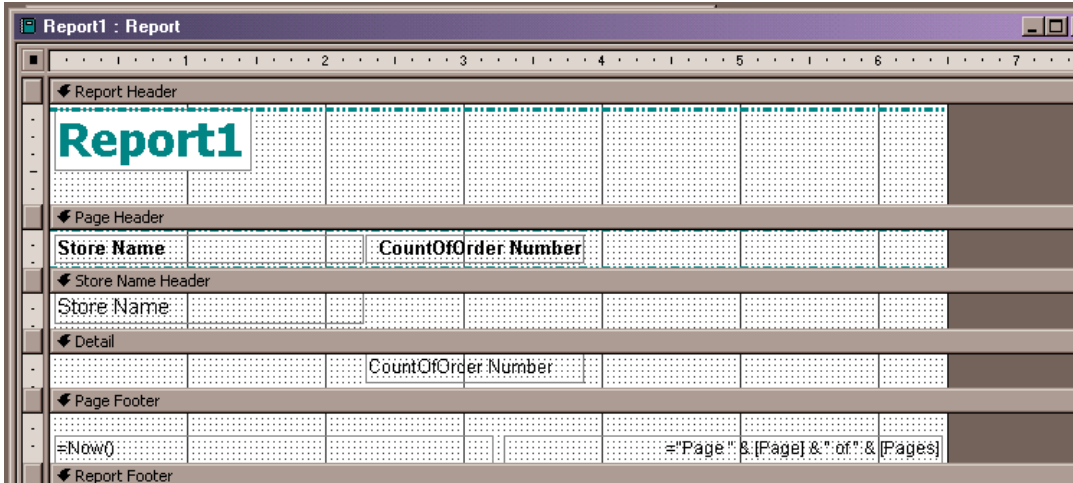 Report1 : Report
1 2 3 4 5 6 7
Report Header
Report1
Page Header
Store Name CountOfOrder Number
Store Name Header
Store Name
Detail
CountOfOrder Number
Page Footer
=Now() ="Page " & [Page] & " of " & [Pages]
Report Footer